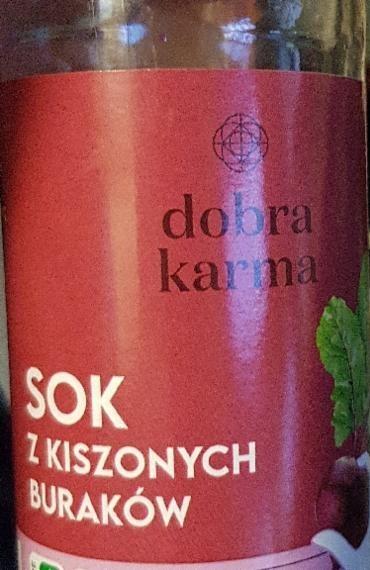 dobra
karma
SOK
Z KISZONYCH
BURAKÓW